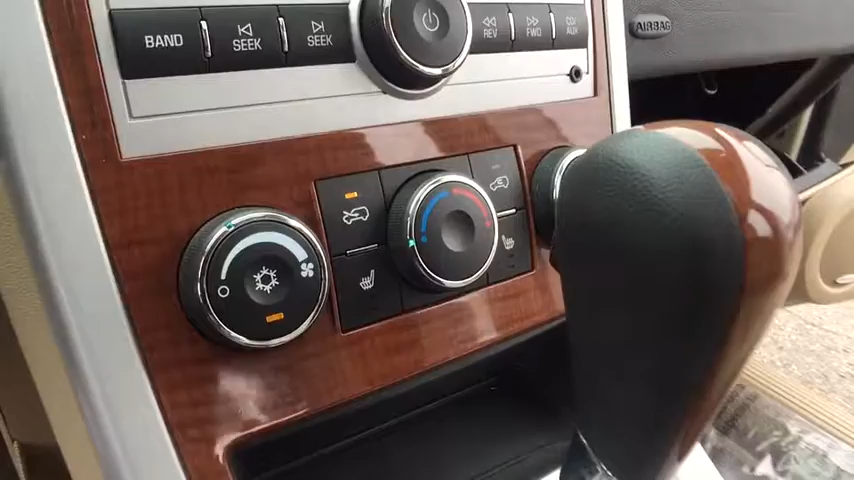 BAND
SEEK
SEEK
REV
FWD
CD
AUX
AIRBAG